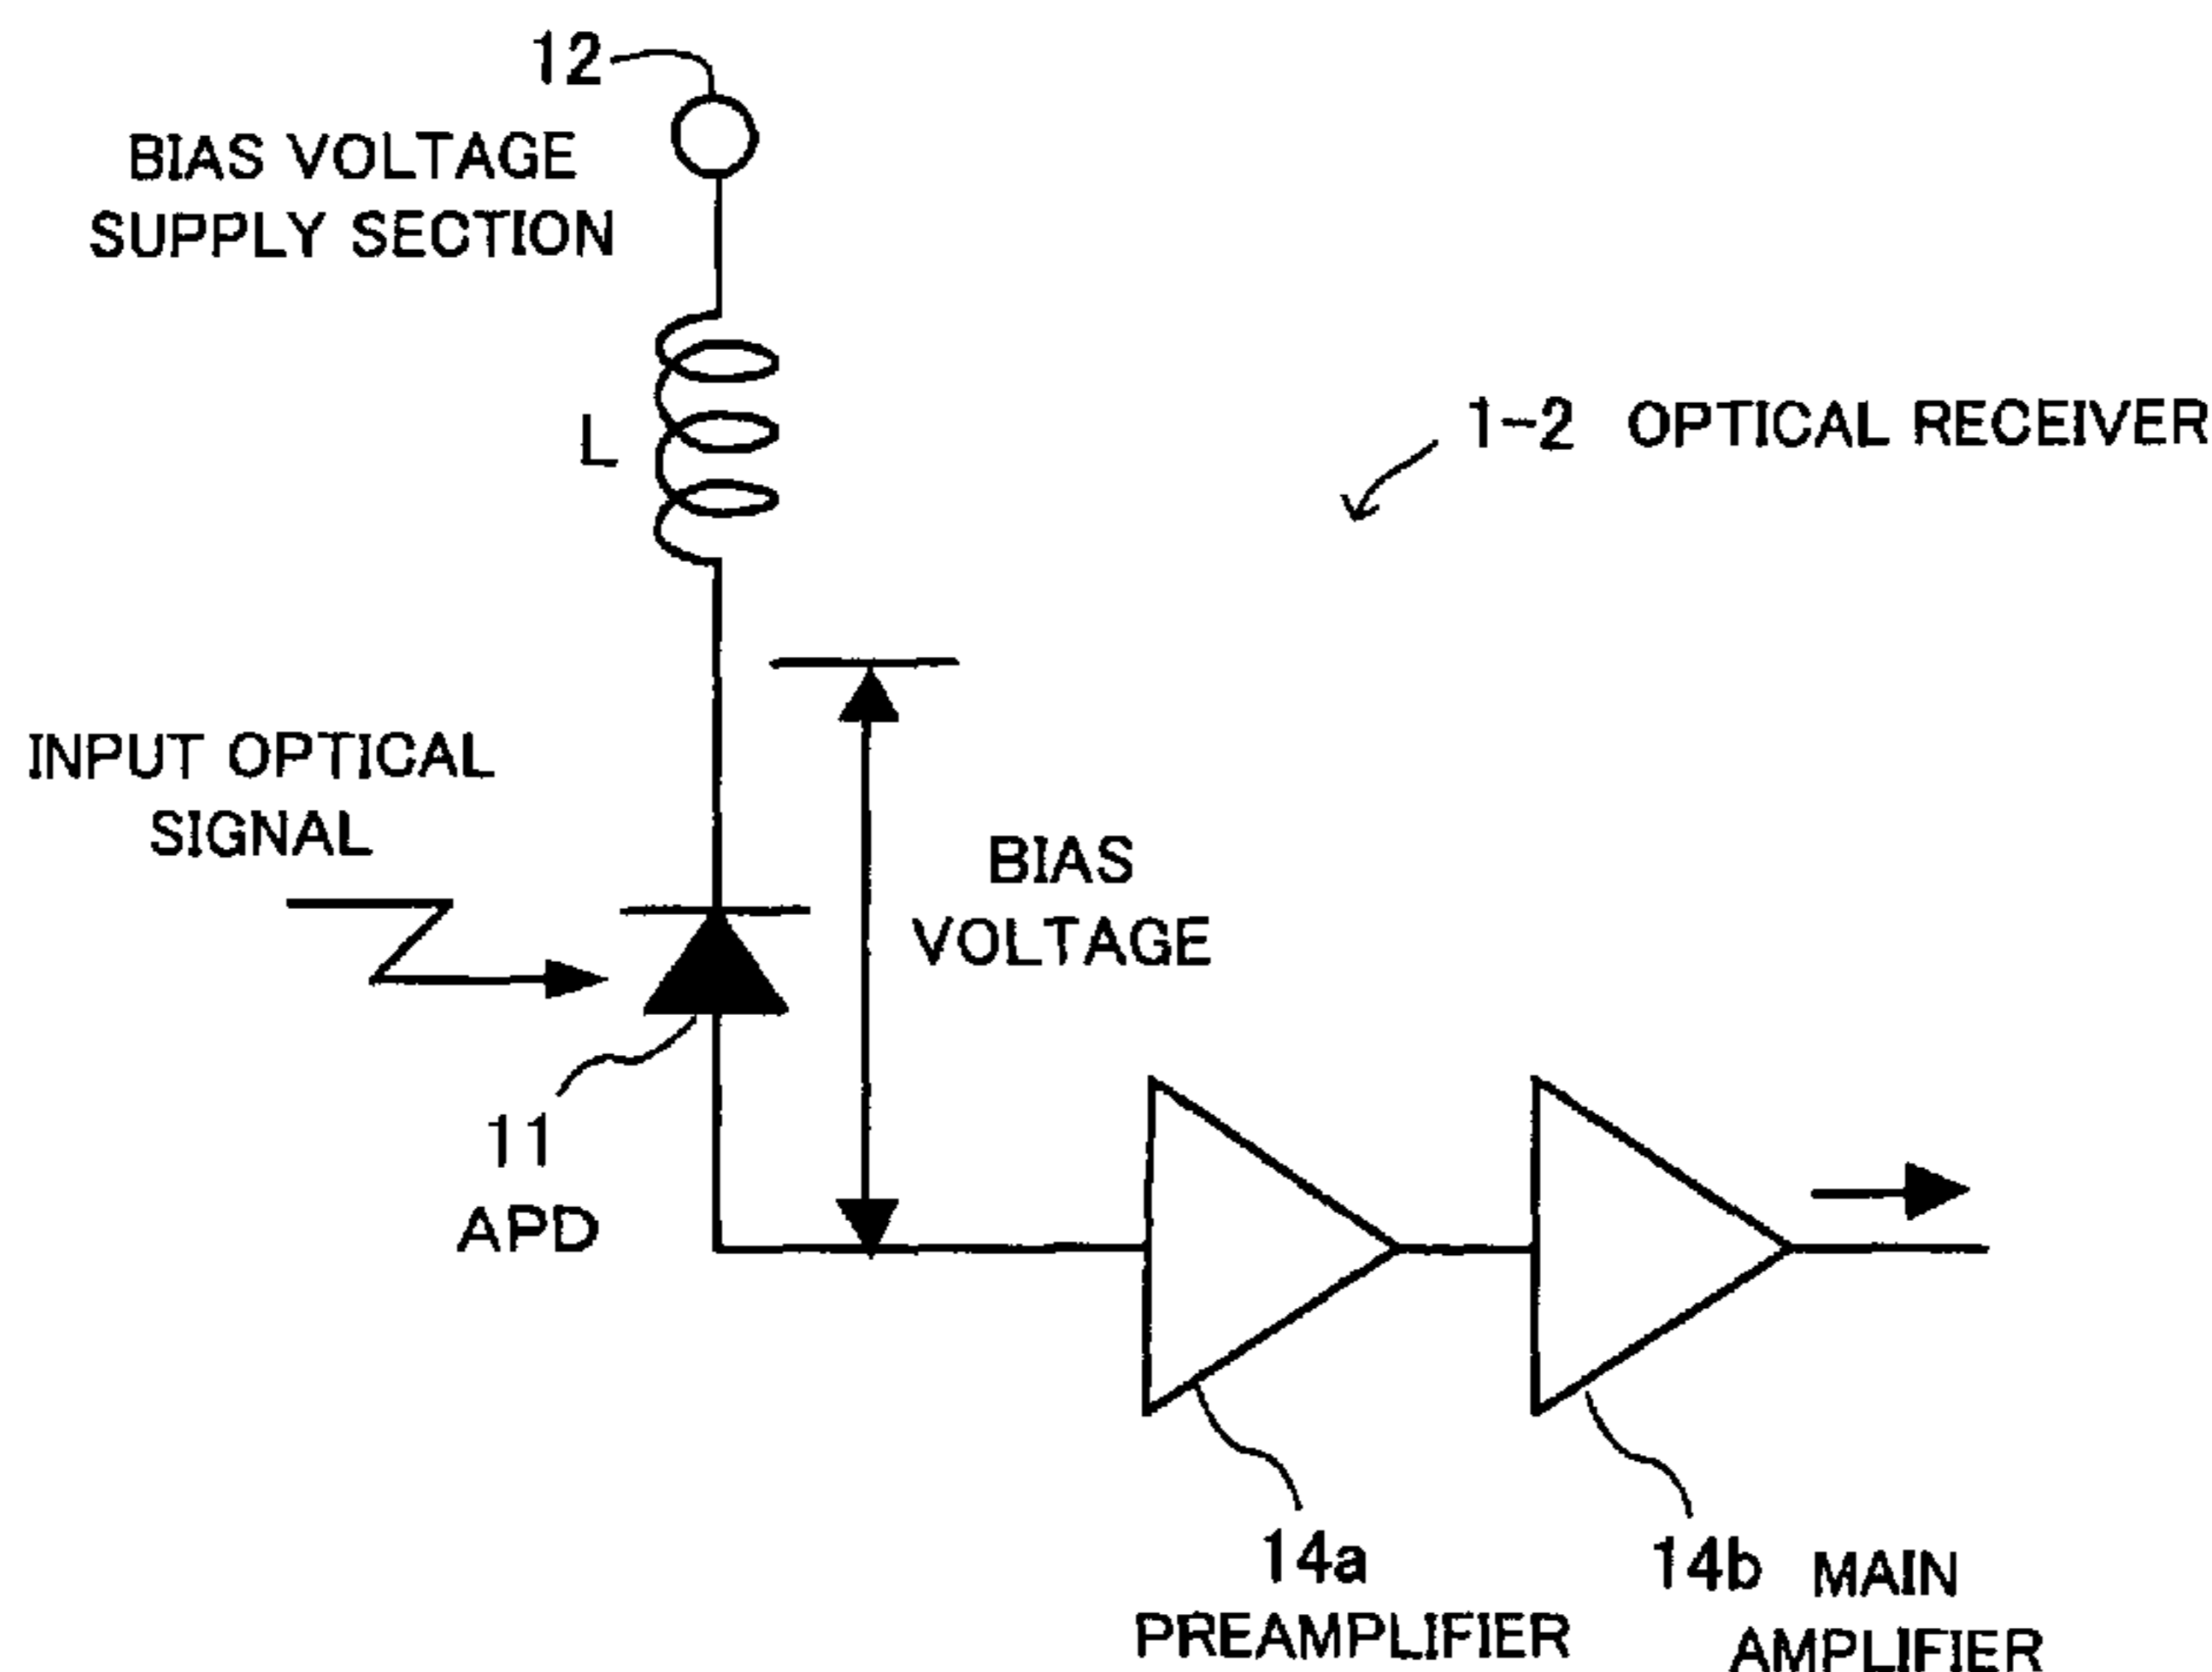 12
BIAS VOLTAGE
SUPPLY SECTION
L
1-2 OPTICAL RECEIVER
INPUT OPTICAL
SIGNAL
BIAS
VOLTAGE
11
APD
14a
PREAMPLIFIER
14b MAIN
AMPLIFIER